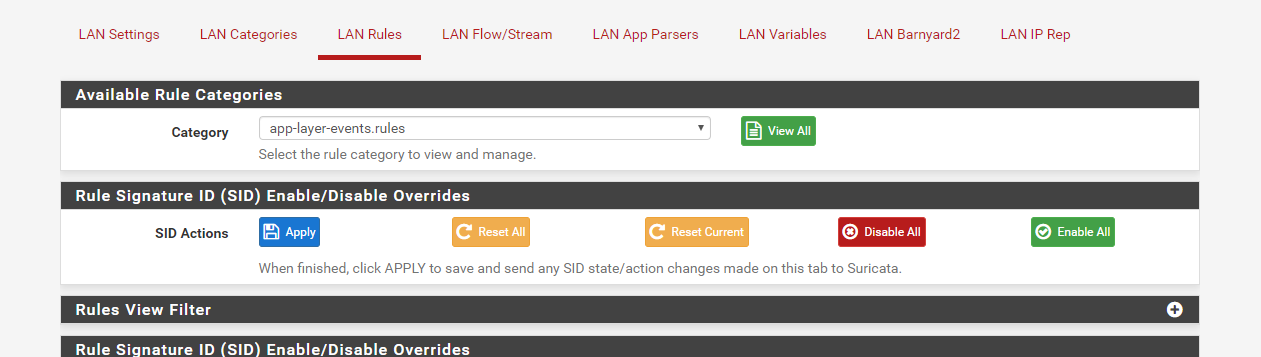 LAN Settings LAN Categories LAN Rules LAN Flow/Stream LAN App Parsers LAN Variables LAN Barnyard2 LAN IP Rep
Available Rule Categories
Category app-layer-events.rules View All
Select the rule category to view and manage.
Rule Signature ID (SID) Enable/Disable Overrides
SID Actions Apply Reset All Reset Current Disable All Enable All
When finished, click APPLY to save and send any SID state/action changes made on this tab to Suricata.
Rules View Filter
Rule Signature ID (SID) Enable/Disable Overrides